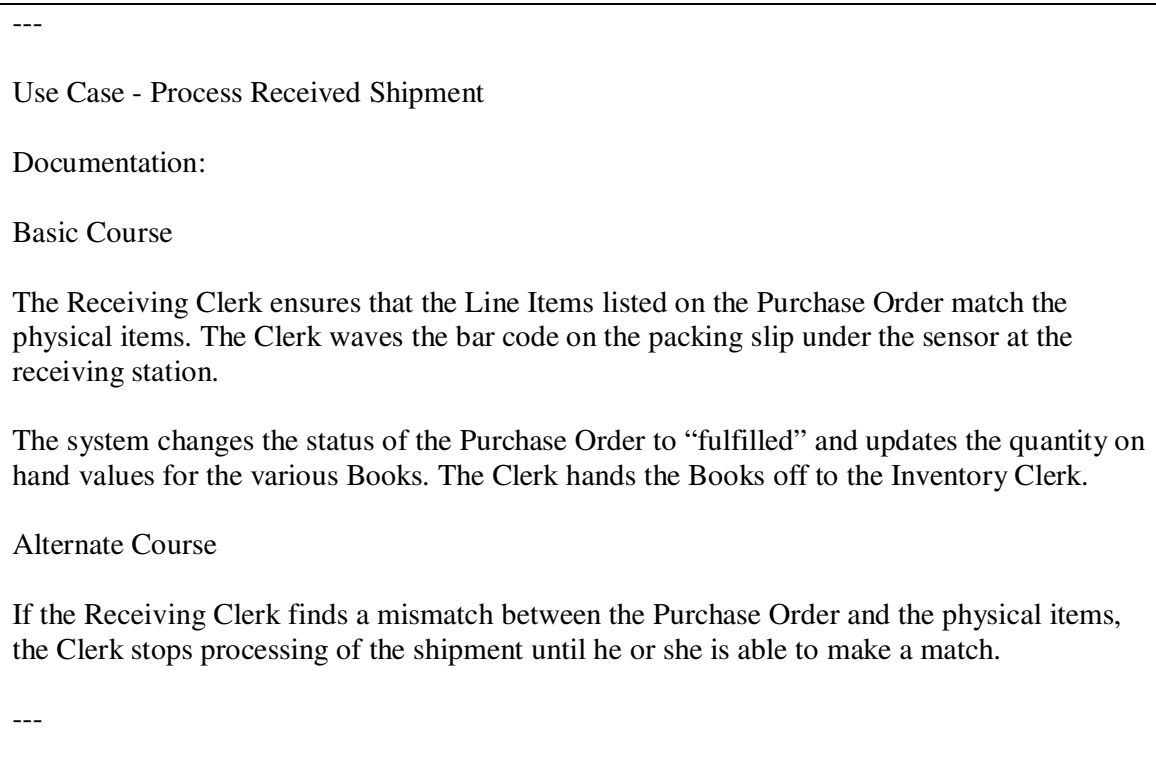 ---
Use Case - Process Received Shipment
Documentation:
Basic Course
The Receiving Clerk ensures that the Line Items listed on the Purchase Order match the
physical items. The Clerk waves the bar code on the packing slip under the sensor at the
receiving station.
The system changes the status of the Purchase Order to “fulfilled” and updates the quantity on
hand values for the various Books. The Clerk hands the Books off to the Inventory Clerk.
Alternate Course
If the Receiving Clerk finds a mismatch between the Purchase Order and the physical items,
the Clerk stops processing of the shipment until he or she is able to make a match.
---